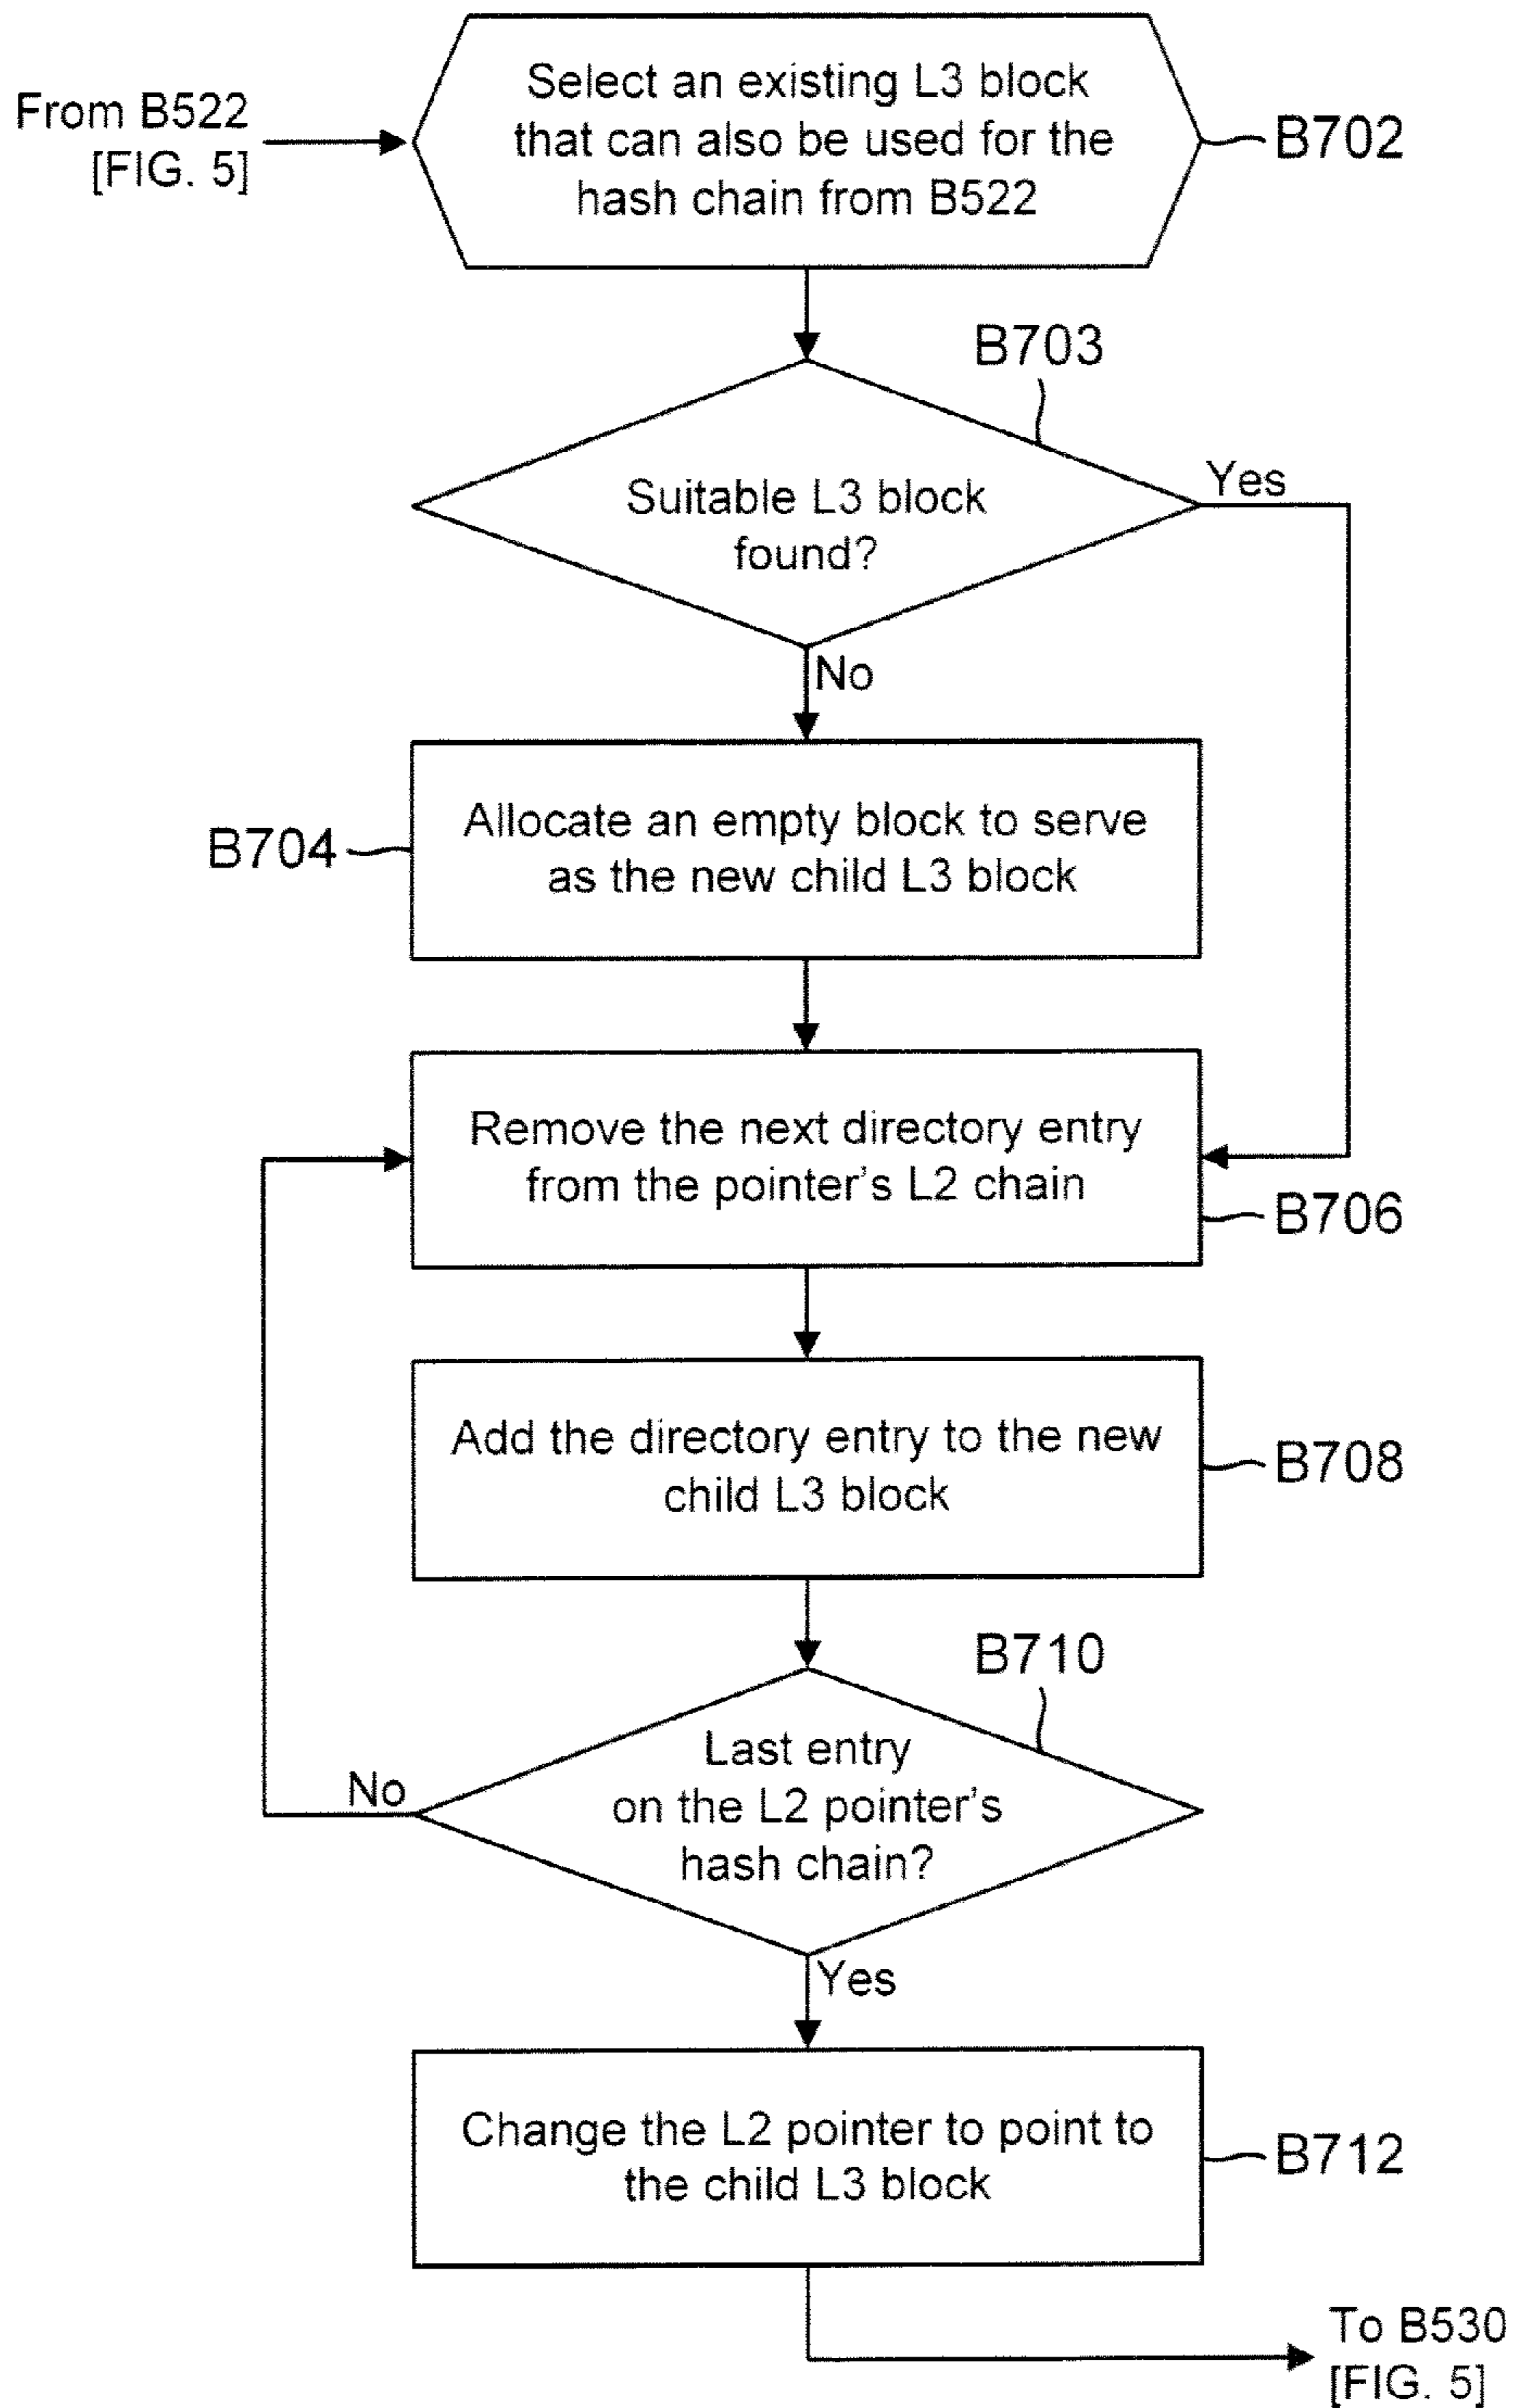 From B522
[FIG. 5]
Select an existing L3 block
that can also be used for the
hash chain from B522
B702
B703
Suitable L3 block
found?
Yes
No
B704
Allocate an empty block to serve
as the new child L3 block
Remove the next directory entry
from the pointer's L2 chain
B706
Add the directory entry to the new
child L3 block
B708
B710
Last entry
on the L2 pointer's
hash chain?
No
Yes
Change the L2 pointer to point to
the child L3 block
B712
To B530
[FIG. 5]